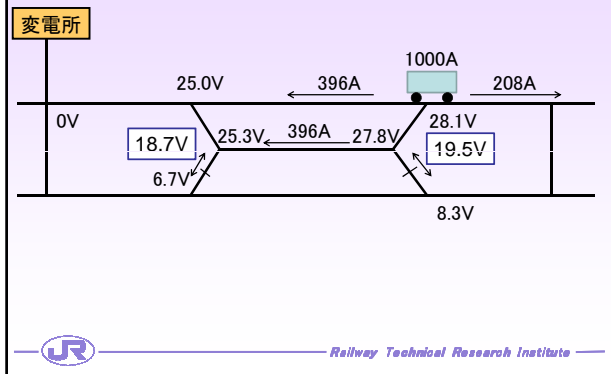 変電所
1000A
25.0V
396A
208A
0V
28.1V
18.7V
25.3V
396A
27.8V
19.5V
6.7V
8.3V
JR
Railway Technical Research Institute